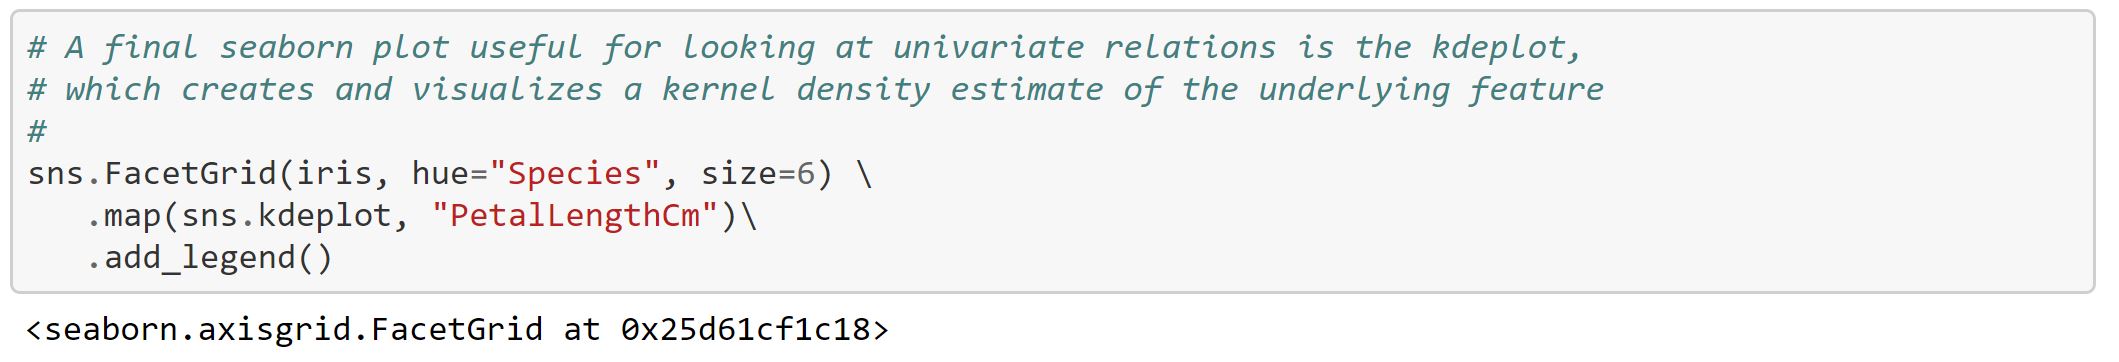 # A final seaborn plot useful for looking at univariate relations is the kdeplot,
# which creates and visualizes a kernel density estimate of the underlying feature
#
sns.FacetGrid(iris, hue="Species", size=6) \
   .map(sns.kdeplot, "PetalLengthCm")\
   .add_legend()
<seaborn.axisgrid.FacetGrid at 0x25d61cf1c18>